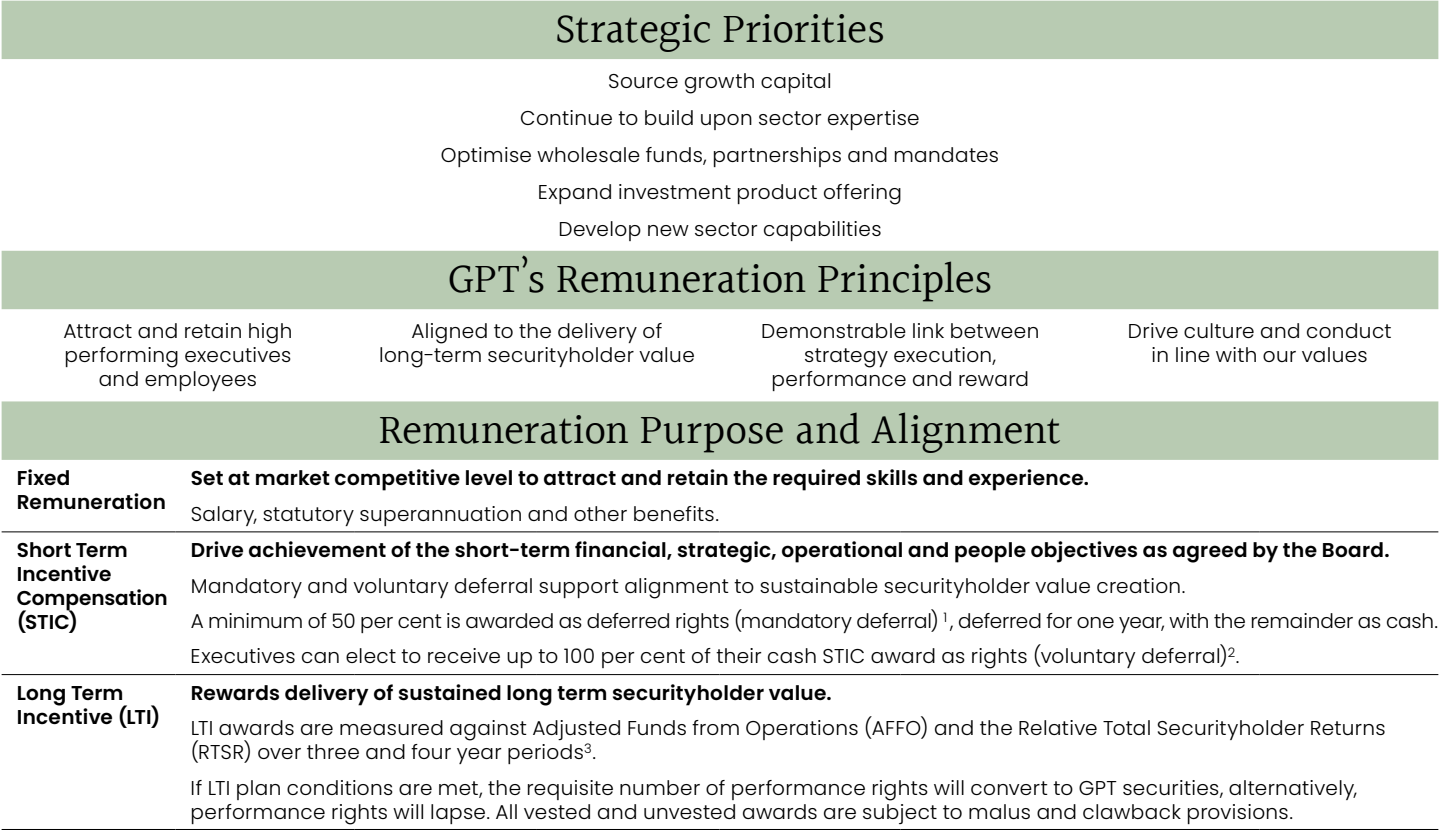 Strategic Priorities
Source growth capital
Continue to build upon sector expertise
Optimise wholesale funds, partnerships and mandates
Expand investment product offering
Develop new sector capabilities
GPT’s Remuneration Principles
Attract and retain high
performing executives
and employees
Aligned to the delivery of
long-term securityholder value
Demonstrable link between
strategy execution,
performance and reward
Drive culture and conduct
in line with our values
Remuneration Purpose and Alignment
Fixed
Remuneration
Set at market competitive level to attract and retain the required skills and experience.
Salary, statutory superannuation and other benefits.
Short Term
Incentive
Compensation
(STIC)
Drive achievement of the short-term financial, strategic, operational and people objectives as agreed by the Board.
Mandatory and voluntary deferral support alignment to sustainable securityholder value creation.
A minimum of 50 per cent is awarded as deferred rights (mandatory deferral) ¹, deferred for one year, with the remainder as cash.
Executives can elect to receive up to 100 per cent of their cash STIC award as rights (voluntary deferral)².
Long Term
Incentive (LTI)
Rewards delivery of sustained long term securityholder value.
LTI awards are measured against Adjusted Funds from Operations (AFFO) and the Relative Total Securityholder Returns
(RTSR) over three and four year periods³.
If LTI plan conditions are met, the requisite number of performance rights will convert to GPT securities, alternatively,
performance rights will lapse. All vested and unvested awards are subject to malus and clawback provisions.